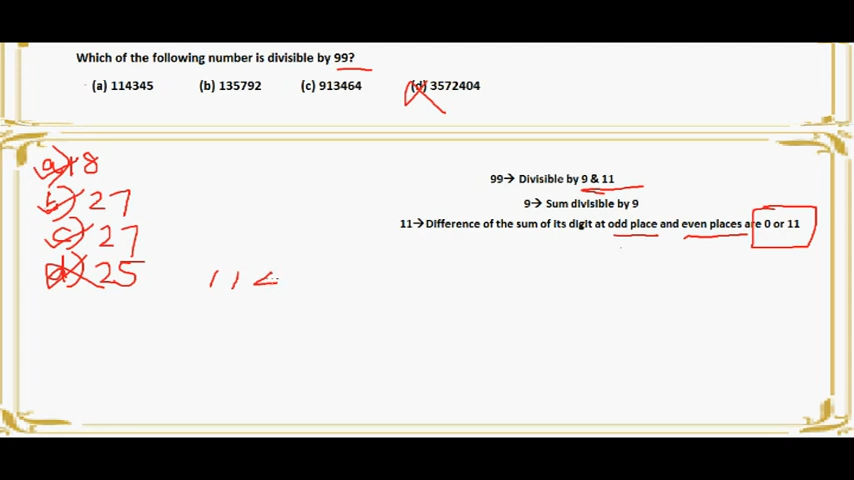 Which of the following number is divisible by 99?
(a) 114345 (b) 135792 (c) 913464 (d) 3572404
a) 18
b) 27
c) 27
d) 25
99→ Divisible by 9 & 11
9→ Sum divisible by 9
11→Difference of the sum of its digit at odd place and even places are 0 or 11
114